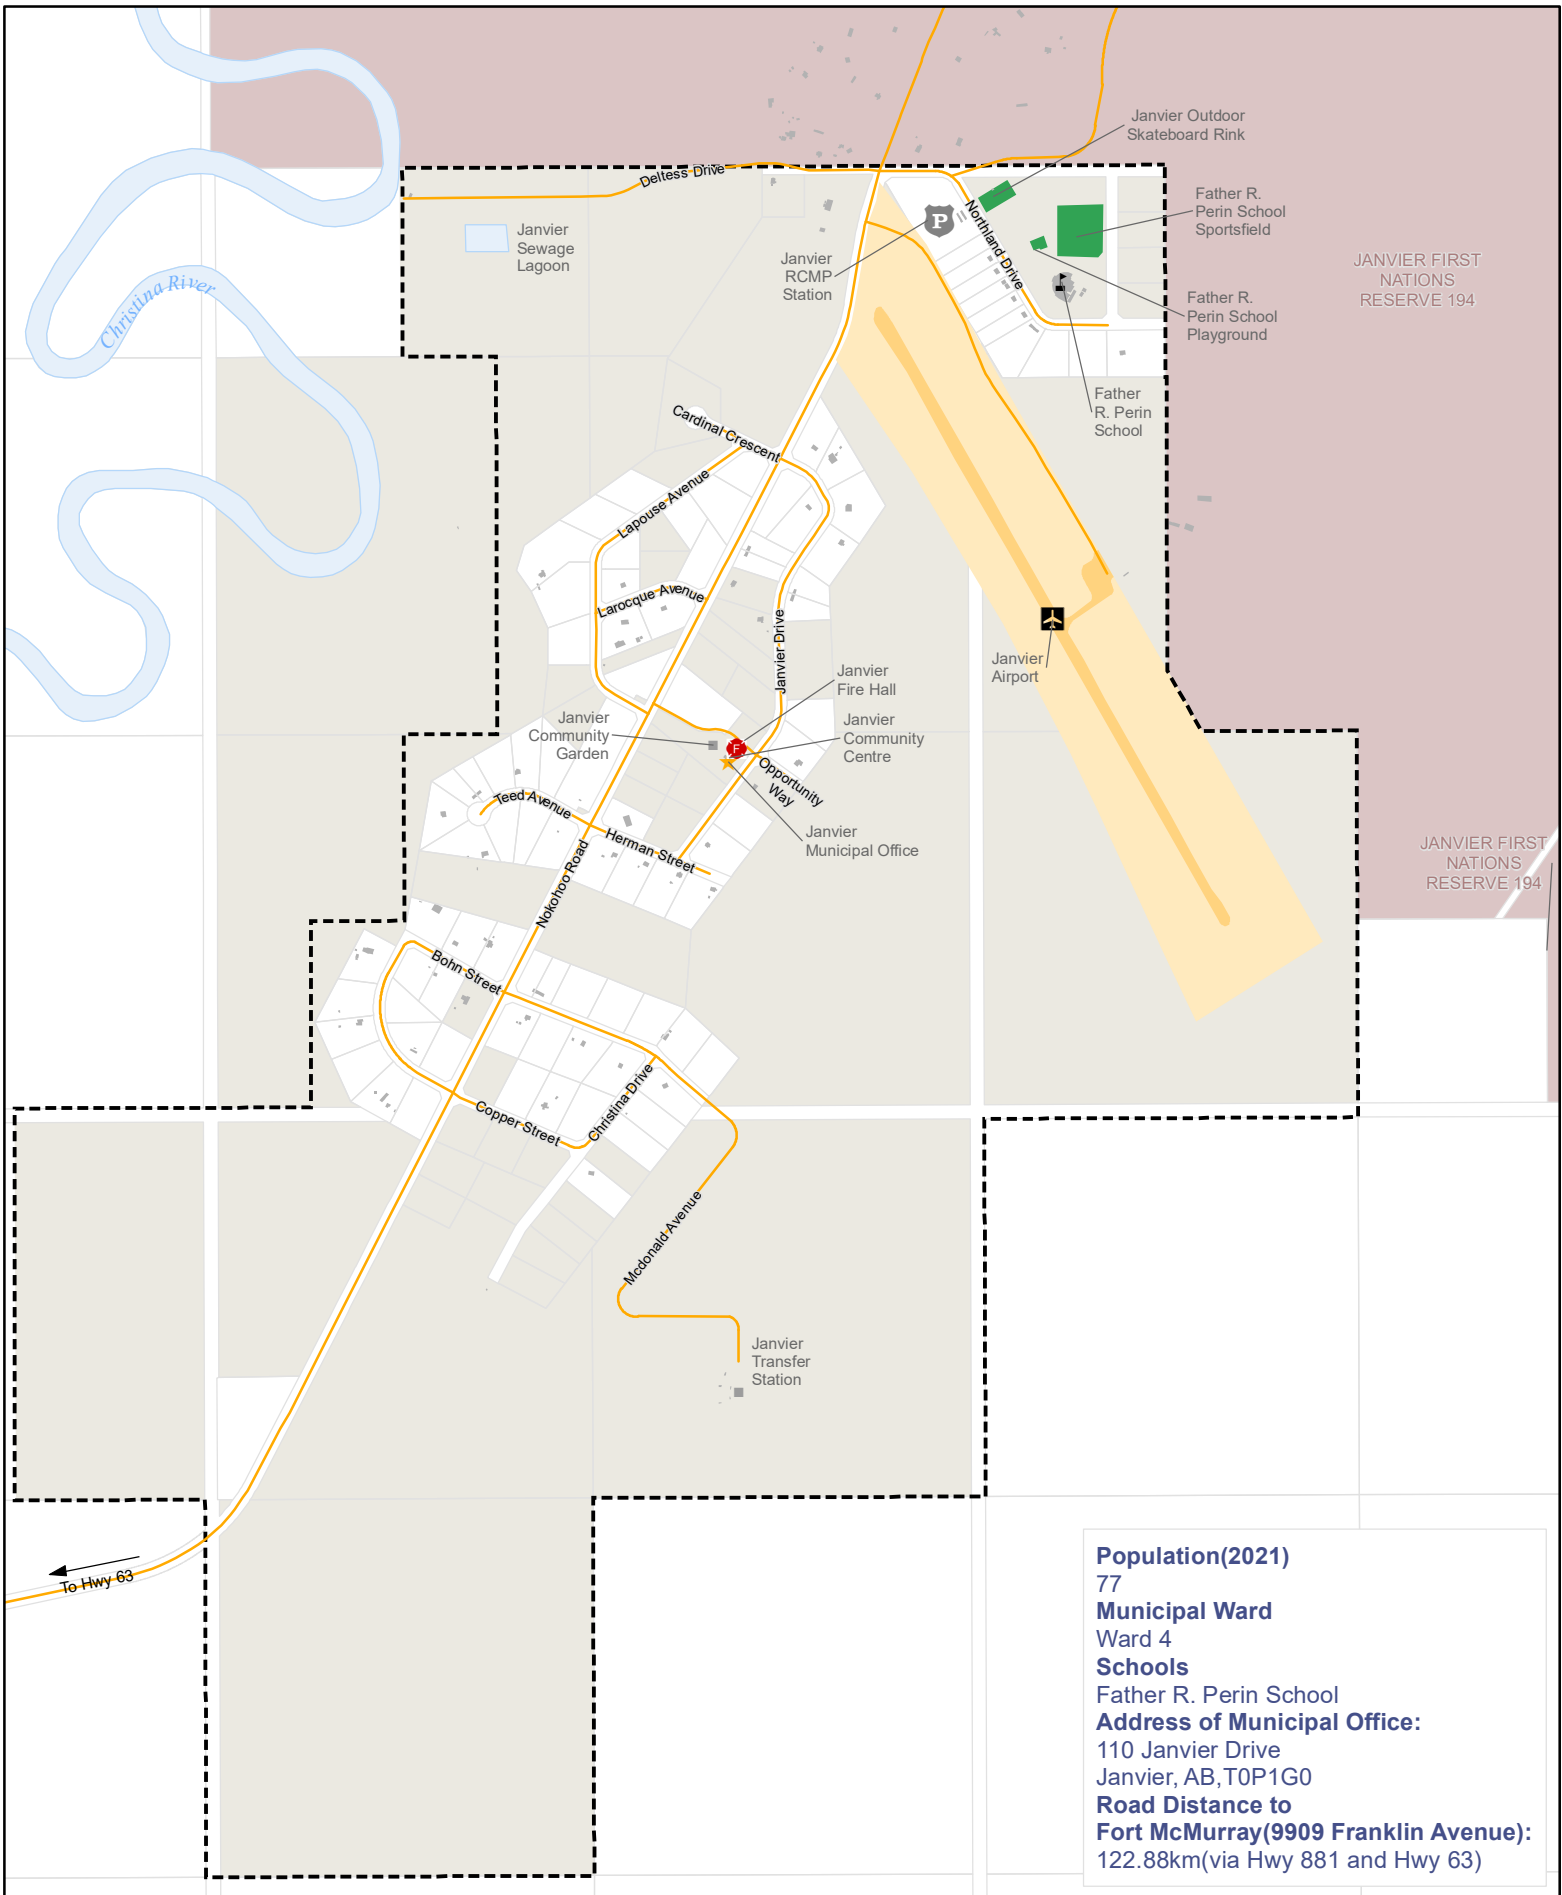 Janvier Outdoor
Skateboard Rink
Deltess Drive
Father R.
Perin School
Sportsfield
Northland Drive
P
Janvier
Sewage
Lagoon
Janvier
RCMP
Station
JANVIER FIRST
NATIONS
RESERVE 194
Christina River
Father R.
Perin School
Playground
Father
R. Perin
School
Cardinal Crescent
Lapouse Avenue
Larocque Avenue
Janvier Drive
Janvier
Airport
Janvier
Fire Hall
Janvier
Community
Garden
Janvier
Community
Centre
F
Opportunity
Way
Teed Avenue
Herman Street
Janvier
Municipal Office
Nokohoo Road
JANVIER FIRST
NATIONS
RESERVE 194
Bohn Street
Christina Drive
Copper Street
Mcdonald Avenue
Janvier
Transfer
Station
To Hwy 63
Population(2021)
77
Municipal Ward
Ward 4
Schools
Father R. Perin School
Address of Municipal Office:
110 Janvier Drive
Janvier, AB,T0P1G0
Road Distance to
Fort McMurray(9909 Franklin Avenue):
122.88km(via Hwy 881 and Hwy 63)